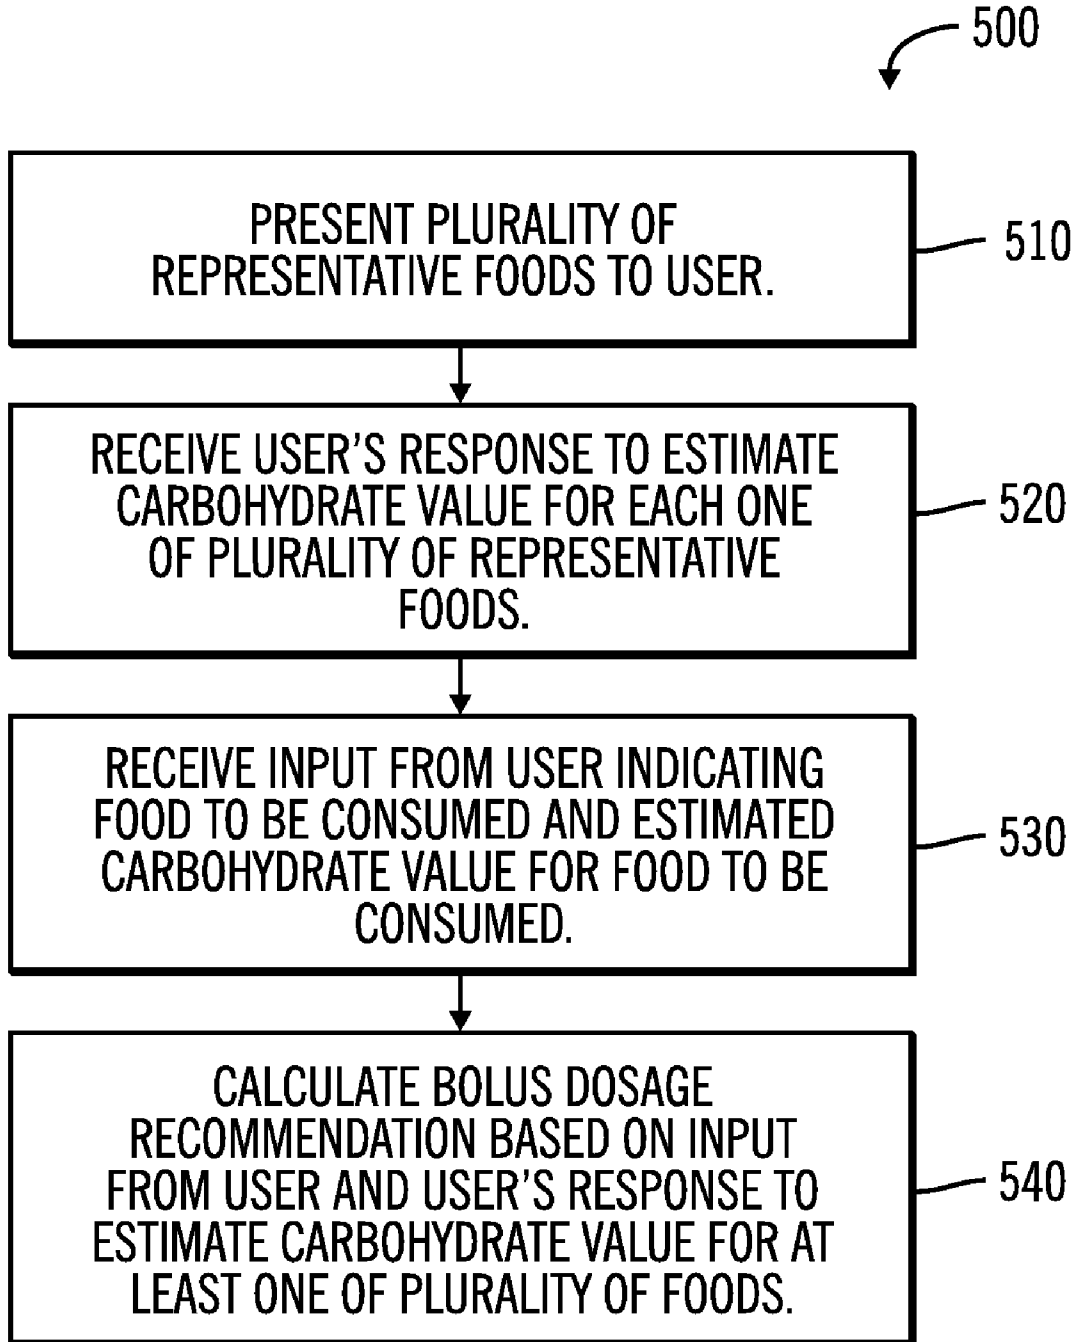 500
PRESENT PLURALITY OF
REPRESENTATIVE FOODS TO USER.
510
RECEIVE USER'S RESPONSE TO ESTIMATE
CARBOHYDRATE VALUE FOR EACH ONE
OF PLURALITY OF REPRESENTATIVE
FOODS.
520
RECEIVE INPUT FROM USER INDICATING
FOOD TO BE CONSUMED AND ESTIMATED
CARBOHYDRATE VALUE FOR FOOD TO BE
CONSUMED.
530
CALCULATE BOLUS DOSAGE
RECOMMENDATION BASED ON INPUT
FROM USER AND USER'S RESPONSE TO
ESTIMATE CARBOHYDRATE VALUE FOR AT
LEAST ONE OF PLURALITY OF FOODS.
540